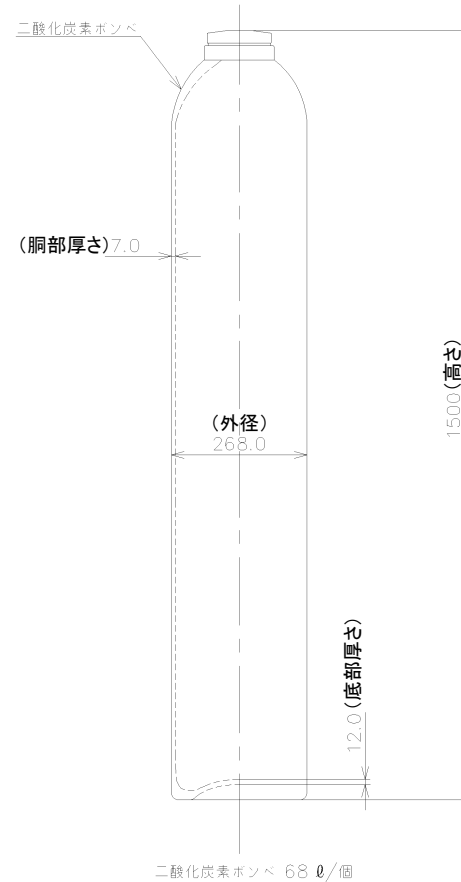 二酸化炭素ボンベ
(胴部厚さ)7.0
(外径)
268.0
1500(高さ)
12.0(底部厚さ)
二酸化炭素ボンベ 68 ℓ/個